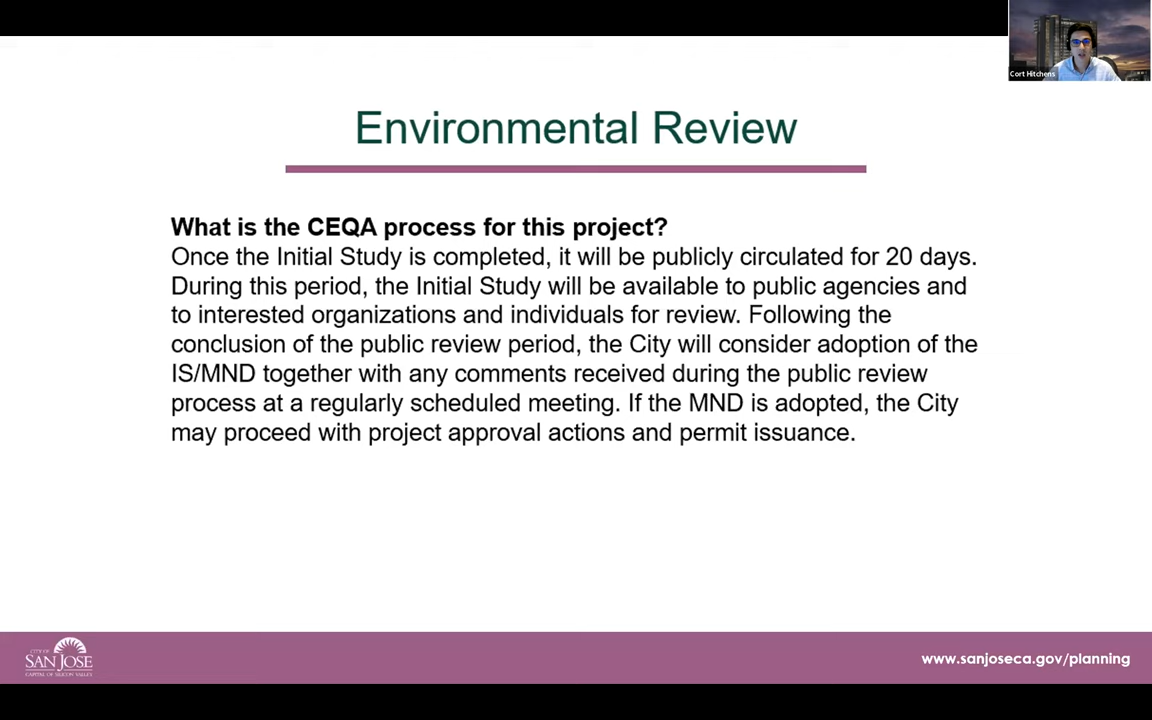 Cort Hitchens
Environmental Review
What is the CEQA process for this project?
Once the Initial Study is completed, it will be publicly circulated for 20 days.
During this period, the Initial Study will be available to public agencies and
to interested organizations and individuals for review. Following the
conclusion of the public review period, the City will consider adoption of the
IS/MND together with any comments received during the public review
process at a regularly scheduled meeting. If the MND is adopted, the City
may proceed with project approval actions and permit issuance.
CITY OF
SAN JOSE
CAPITAL OF SILICON VALLEY
www.sanjoseca.gov/planning